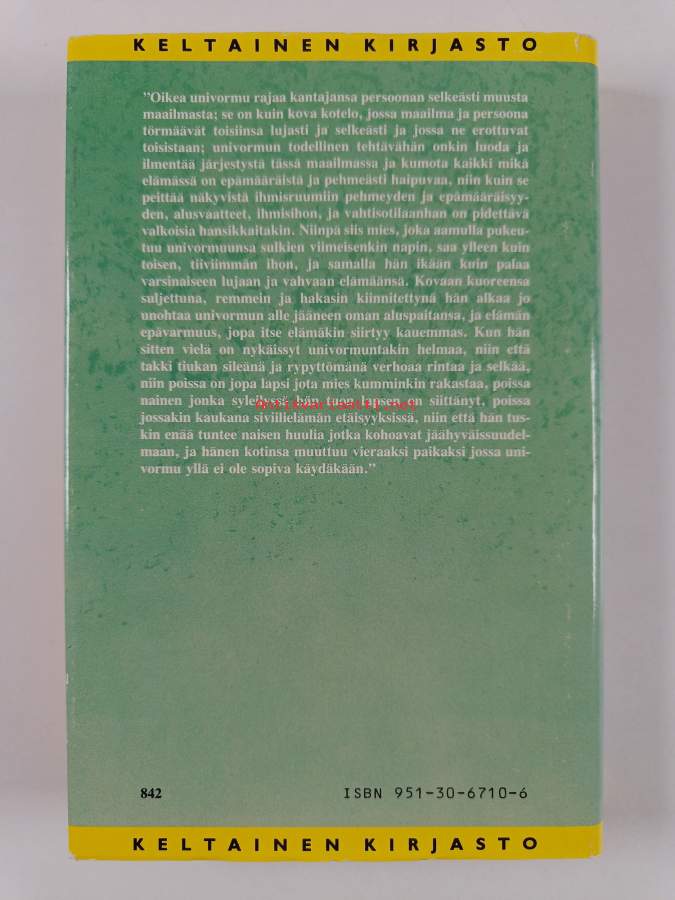 KELTAINEN KIRJASTO
”Oikea univormu rajaa kantajansa persoonan selkeästi muusta
maailmasta; se on kuin kova kotelo, jossa maailma ja persoona
törmäävät toisiinsa lujasti ja selkeästi ja jossa ne erottuvat
toisistaan; univormun todellinen tehtävähän onkin luoda ja
ilmentää järjestystä tässä maailmassa ja kumota kaikki mikä
elämässä on epämääräistä ja pehmeästi haipuvaa, niin kuin se
peittää näkyvistä ihmisruumiin pehmeyden ja epämääräisyy-
den, alusvaatteet, ihmisihon, ja vahtisotilaanhan on pidettävä
valkoisia hansikkaitakin. Niinpä siis mies, joka aamulla pukeu-
tuu univormuunsa sulkien viimeisenkin napin, saa ylleen kuin
toisen, tiiviimmän ihon, ja samalla hän ikään kuin palaa
varsinaiseen lujaan ja vahvaan elämäänsä. Kovaan kuoreensa
suljettuna, remmein ja hakasin kiinnitettynä hän alkaa jo
unohtaa univormun alle jääneen oman aluspaitansa, ja elämän
epävarmuus, jopa itse elämäkin siirtyy kauemmas. Kun hän
sitten vielä on nykäissyt univormuntakin helmaa, niin että
takki tiukan sileänä ja rypyttömänä verhoaa rintaa ja selkää,
niin poissa on jopa lapsi jota mies kumminkin rakastaa, poissa
nainen jonka syleilyssä hän tuon lapsen on siittänyt, poissa
jossakin kaukana siviilielämän etäisyyksissä, niin että hän tus-
kin enää tuntee naisen huulia jotka kohoavat jäähyväissuudel-
maan, ja hänen kotinsa muuttuu vieraaksi paikaksi jossa uni-
vormu yllä ei ole sopiva käydäkään.”
Antikvariaatti.net
842
ISBN 951-30-6710-6
KELTAINEN KIRJASTO